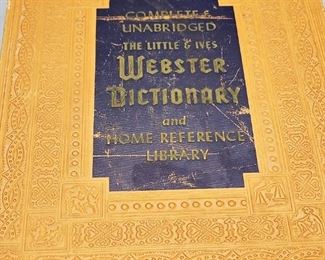 COMPLETE &
UNABRIDGED
THE LITTLE & IVES
WEBSTER
DICTIONARY
and
HOME REFERENCE
LIBRARY